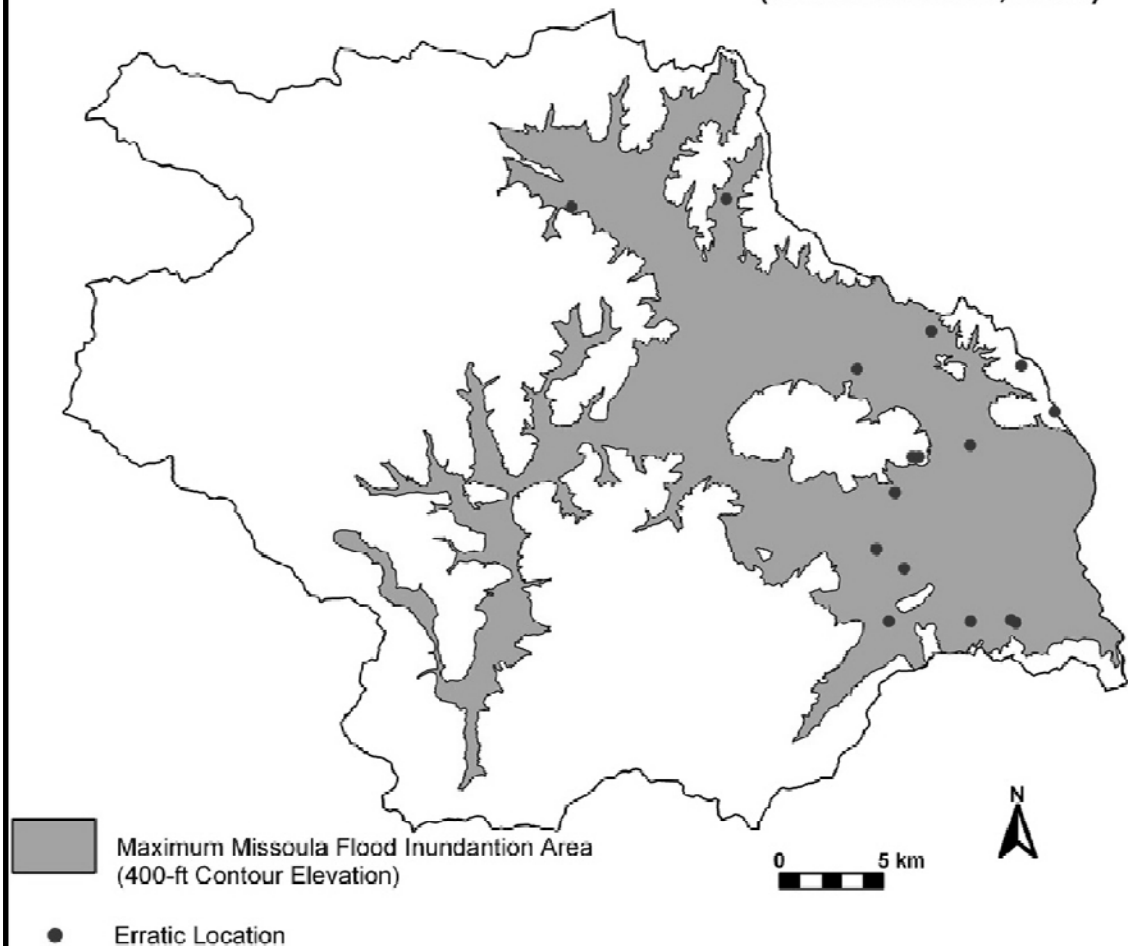 N
0 5 km
Maximum Missoula Flood Inundantion Area
(400-ft Contour Elevation)
Erratic Location